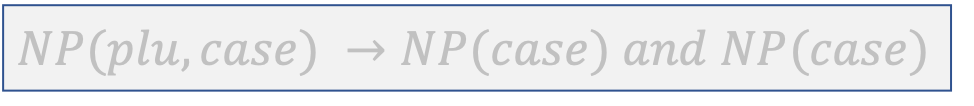 NP(plu, case) → NP(case) and NP(case)